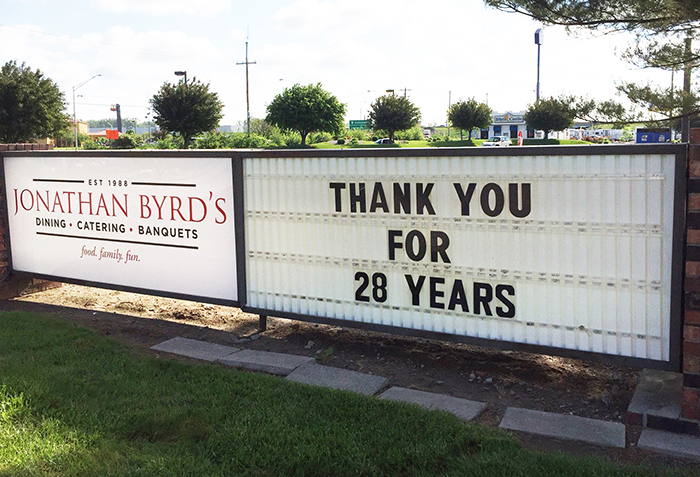 EST 1988
JONATHAN BYRD'S
DINING • CATERING • BANQUETS
food. family. fun.
THANK YOU
FOR
28 YEARS